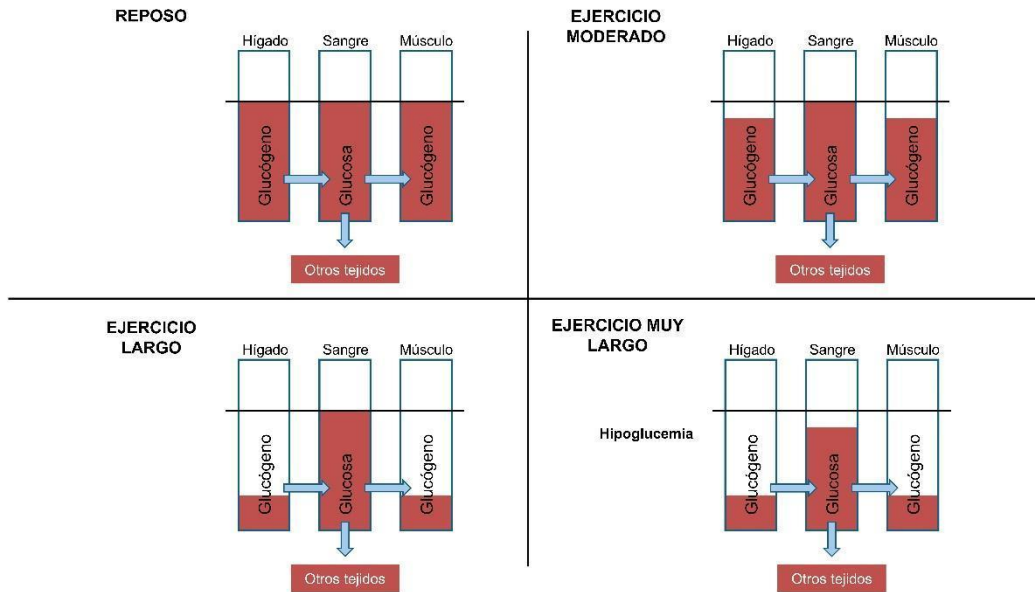 REPOSO
Hígado Sangre Músculo
Glucógeno
Glucosa
Glucógeno
Otros tejidos
EJERCICIO
MODERADO
Hígado Sangre Músculo
Glucógeno
Glucosa
Glucógeno
Otros tejidos
EJERCICIO
LARGO
Hígado Sangre Músculo
Glucógeno
Glucosa
Glucógeno
Otros tejidos
EJERCICIO MUY
LARGO
Hígado Sangre Músculo
Hipoglucemia
Glucógeno
Glucosa
Glucógeno
Otros tejidos